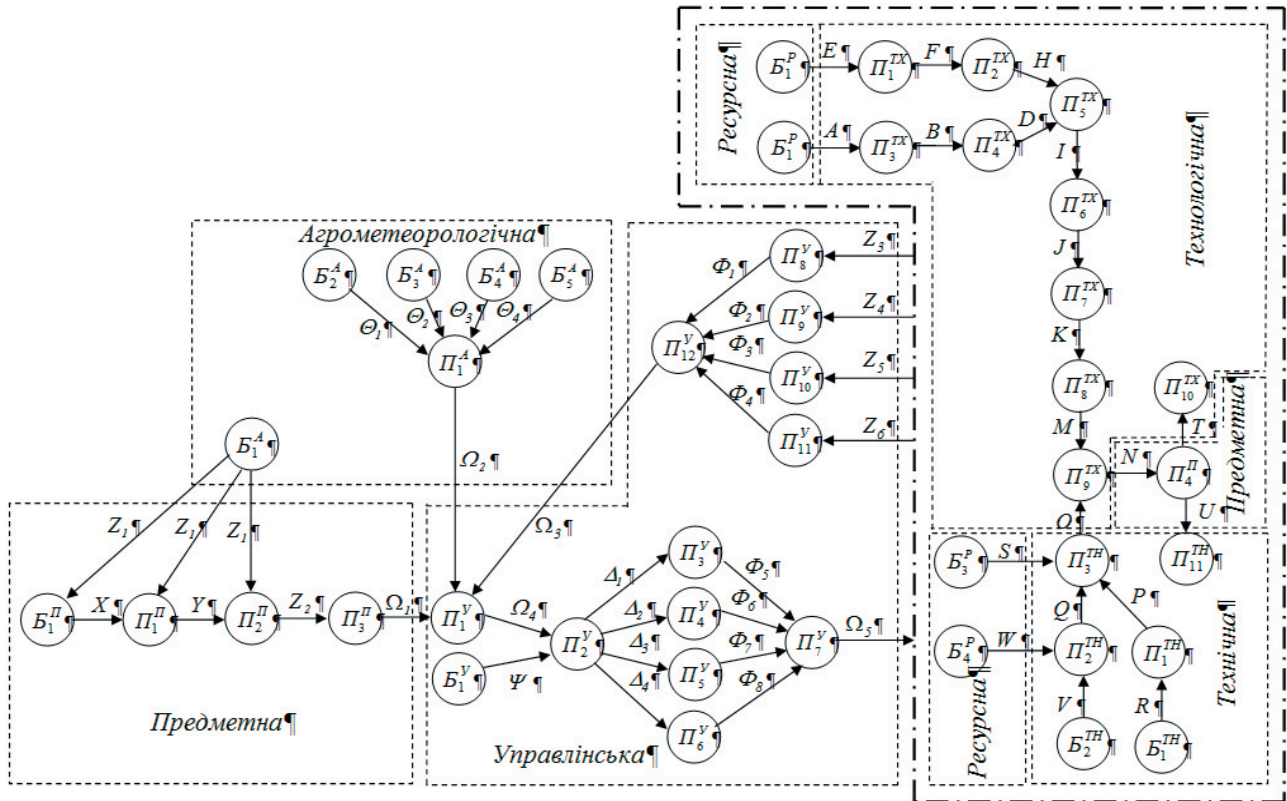 Ресурсна¶
Б₁ᴾ¶ E¶ П₁ᵀˣ¶ F¶ П₂ᵀˣ¶ H¶
П₅ᵀˣ¶
Б₁ᴾ¶ A¶ П₃ᵀˣ¶ B¶ П₄ᵀˣ¶ D¶
I¶
П₆ᵀˣ¶
J¶
П₇ᵀˣ¶
K¶
П₈ᵀˣ¶ П₁₀ᵀˣ¶
M¶ T¶
П₉ᵀˣ¶ N¶ П₄ᴾ¶
U¶
Технологічна¶
Предметна¶
Агрометеорологічна¶
Б₂ᴬ¶ Б₃ᴬ¶ Б₄ᴬ¶ Б₅ᴬ¶
Θ₁¶ Θ₂¶ Θ₃¶ Θ₄¶
П₁ᴬ¶
Б₁ᴬ¶
Ω₂¶
П₈ʸ¶ Z₃¶
Φ₁¶
П₉ʸ¶ Z₄¶
Φ₂¶
П₁₂ʸ¶ Φ₃¶
П₁₀ʸ¶ Z₅¶
Φ₄¶
П₁₁ʸ¶ Z₆¶
Ω₃¶
Z₁¶ Z₁¶ Z₁¶
Б₁ᴾ¶ X¶ П₁ᴾ¶ Y¶ П₂ᴾ¶ Z₂¶ П₃ᴾ¶ Ω₁¶
Предметна¶
П₁ʸ¶ Ω₄¶ П₂ʸ¶
Б₁ʸ¶ Ψ¶
Δ₁¶ П₃ʸ¶ Φ₅¶
Δ₂¶ П₄ʸ¶ Φ₆¶
Δ₃¶ Φ₇¶ П₇ʸ¶ Ω₅¶
Δ₄¶ П₅ʸ¶ Φ₈¶
П₆ʸ¶
Управлінська¶
O¶
Б₃ᴾ¶ S¶ П₃ᵀᴴ¶ П₁₁ᵀᴴ¶
Q¶ P¶
Б₄ᴾ¶ W¶ П₂ᵀᴴ¶ П₁ᵀᴴ¶
V¶ R¶
Б₂ᵀᴴ¶ Б₁ᵀᴴ¶
Ресурсна¶
Технічна¶